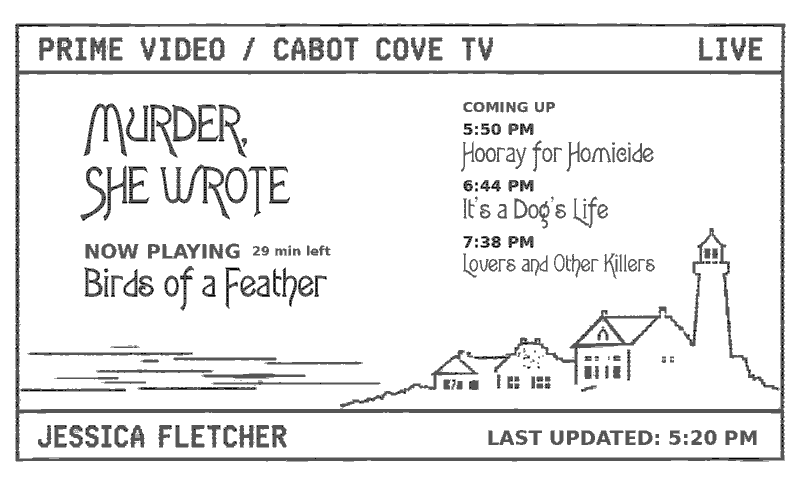 PRIME VIDEO / CABOT COVE TV
LIVE
MURDER,
SHE WROTE
NOW PLAYING 29 min left
Birds of a Feather
COMING UP
5:50 PM
Hooray for Homicide
6:44 PM
It's a Dog's Life
7:38 PM
Lovers and Other Killers
JESSICA FLETCHER
LAST UPDATED: 5:20 PM